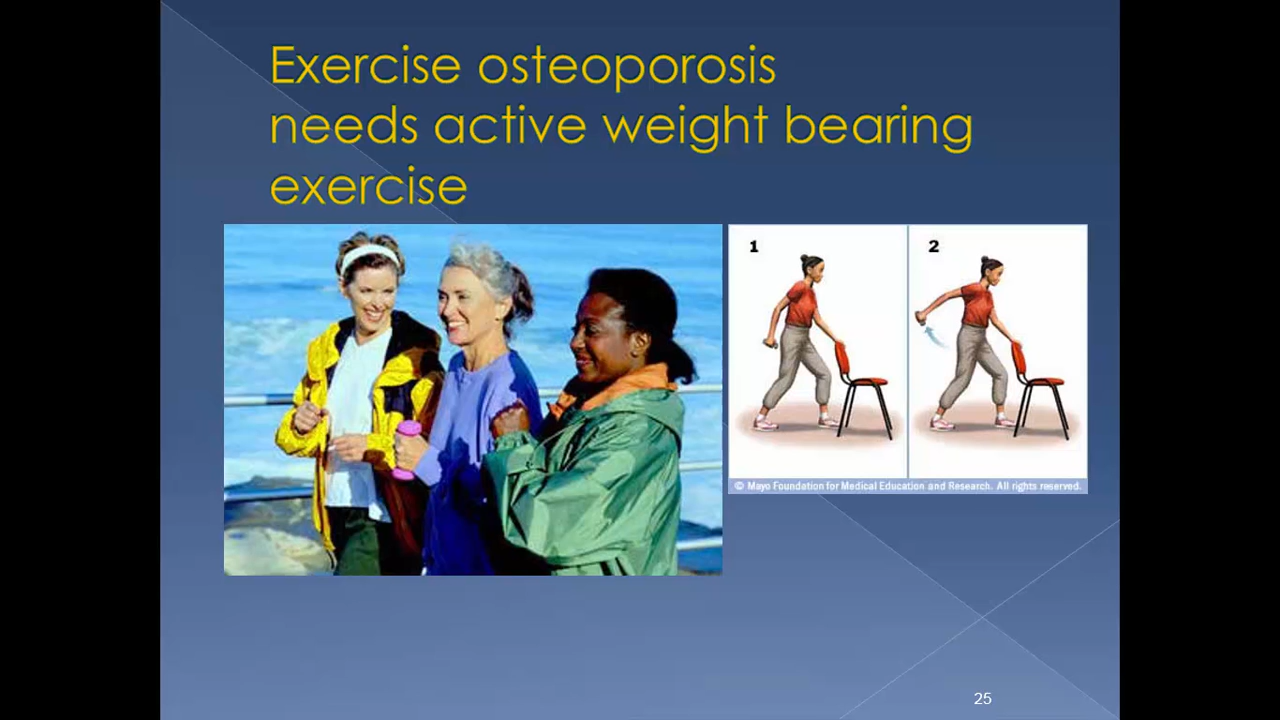 Exercise osteoporosis
needs active weight bearing
exercise
1
2
© Mayo Foundation for Medical Education and Research. All rights reserved.
25